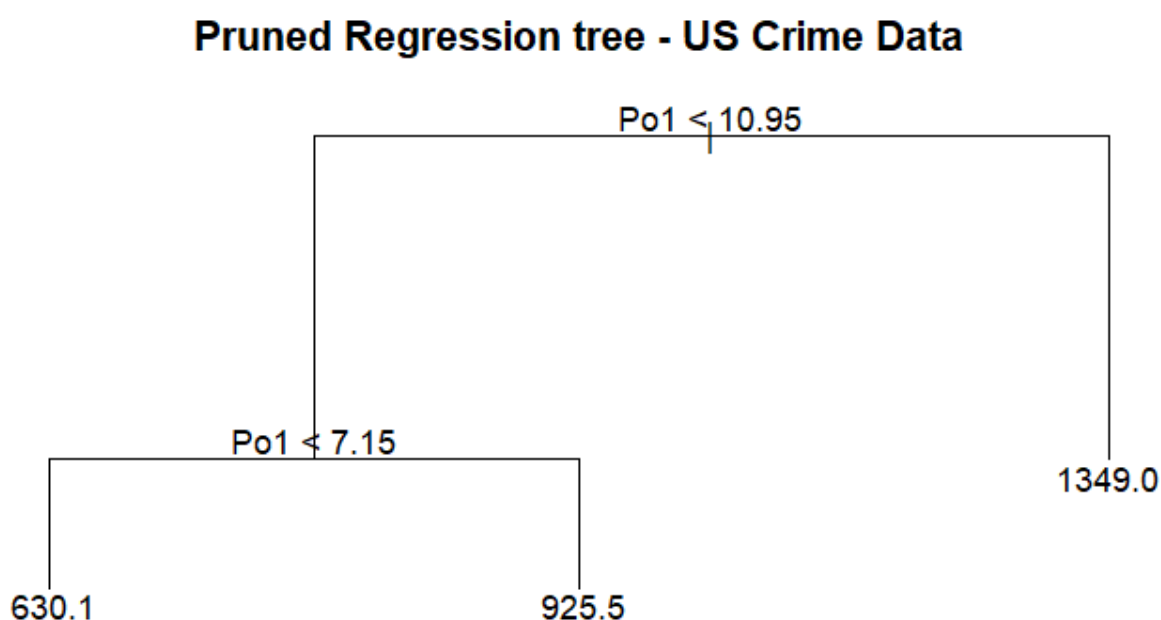 Pruned Regression tree - US Crime Data
Po1 < 10.95
Po1 < 7.15
1349.0
630.1
925.5